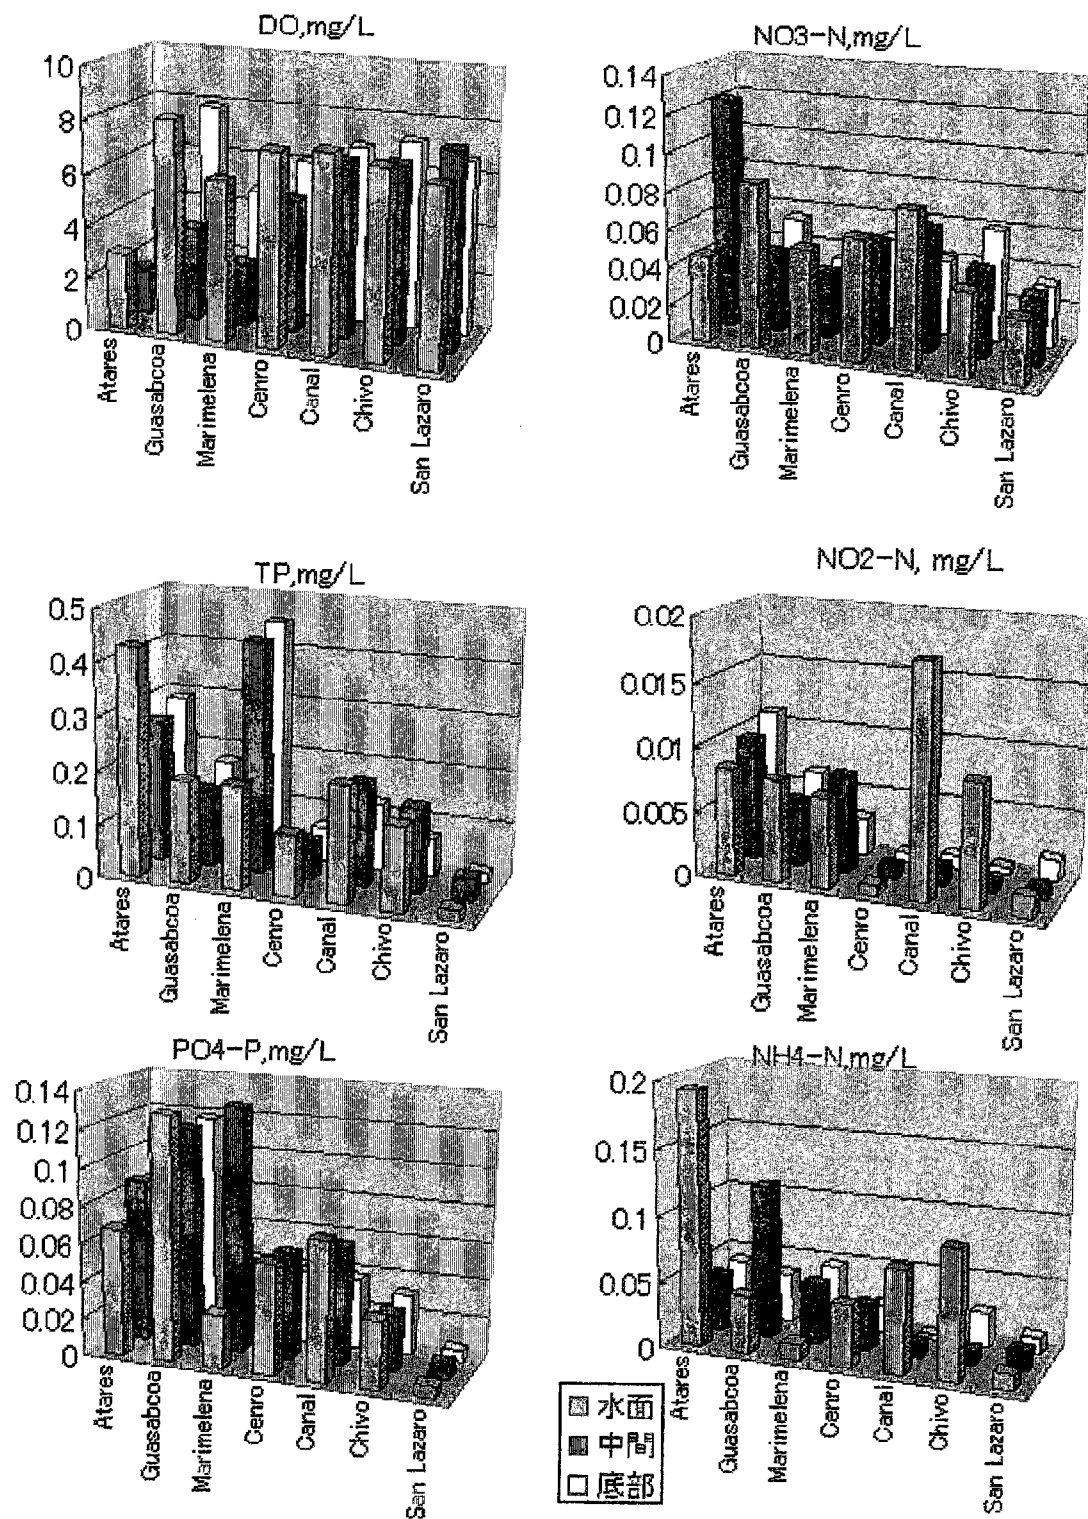 DO,mg/L
10
8
6
4
2
0
Atares
Guasabcoa
Marimelena
Cenro
Canal
Chivo
San Lazaro
NO3-N,mg/L
0.14
0.12
0.1
0.08
0.06
0.04
0.02
0
Atares
Guasabcoa
Marimelena
Cenro
Canal
Chivo
San Lazaro
TP,mg/L
0.5
0.4
0.3
0.2
0.1
0
Atares
Guasabcoa
Marimelena
Cenro
Canal
Chivo
San Lazaro
NO2-N, mg/L
0.02
0.015
0.01
0.005
0
Atares
Guasabcoa
Marimelena
Cenro
Canal
Chivo
San Lazaro
PO4-P,mg/L
0.14
0.12
0.1
0.08
0.06
0.04
0.02
0
Atares
Guasabcoa
Marimelena
Cenro
Canal
Chivo
San Lazaro
NH4-N,mg/L
0.2
0.15
0.1
0.05
0
Atares
Guasabcoa
Marimelena
Cenro
Canal
Chivo
San Lazaro
水面
中間
底部